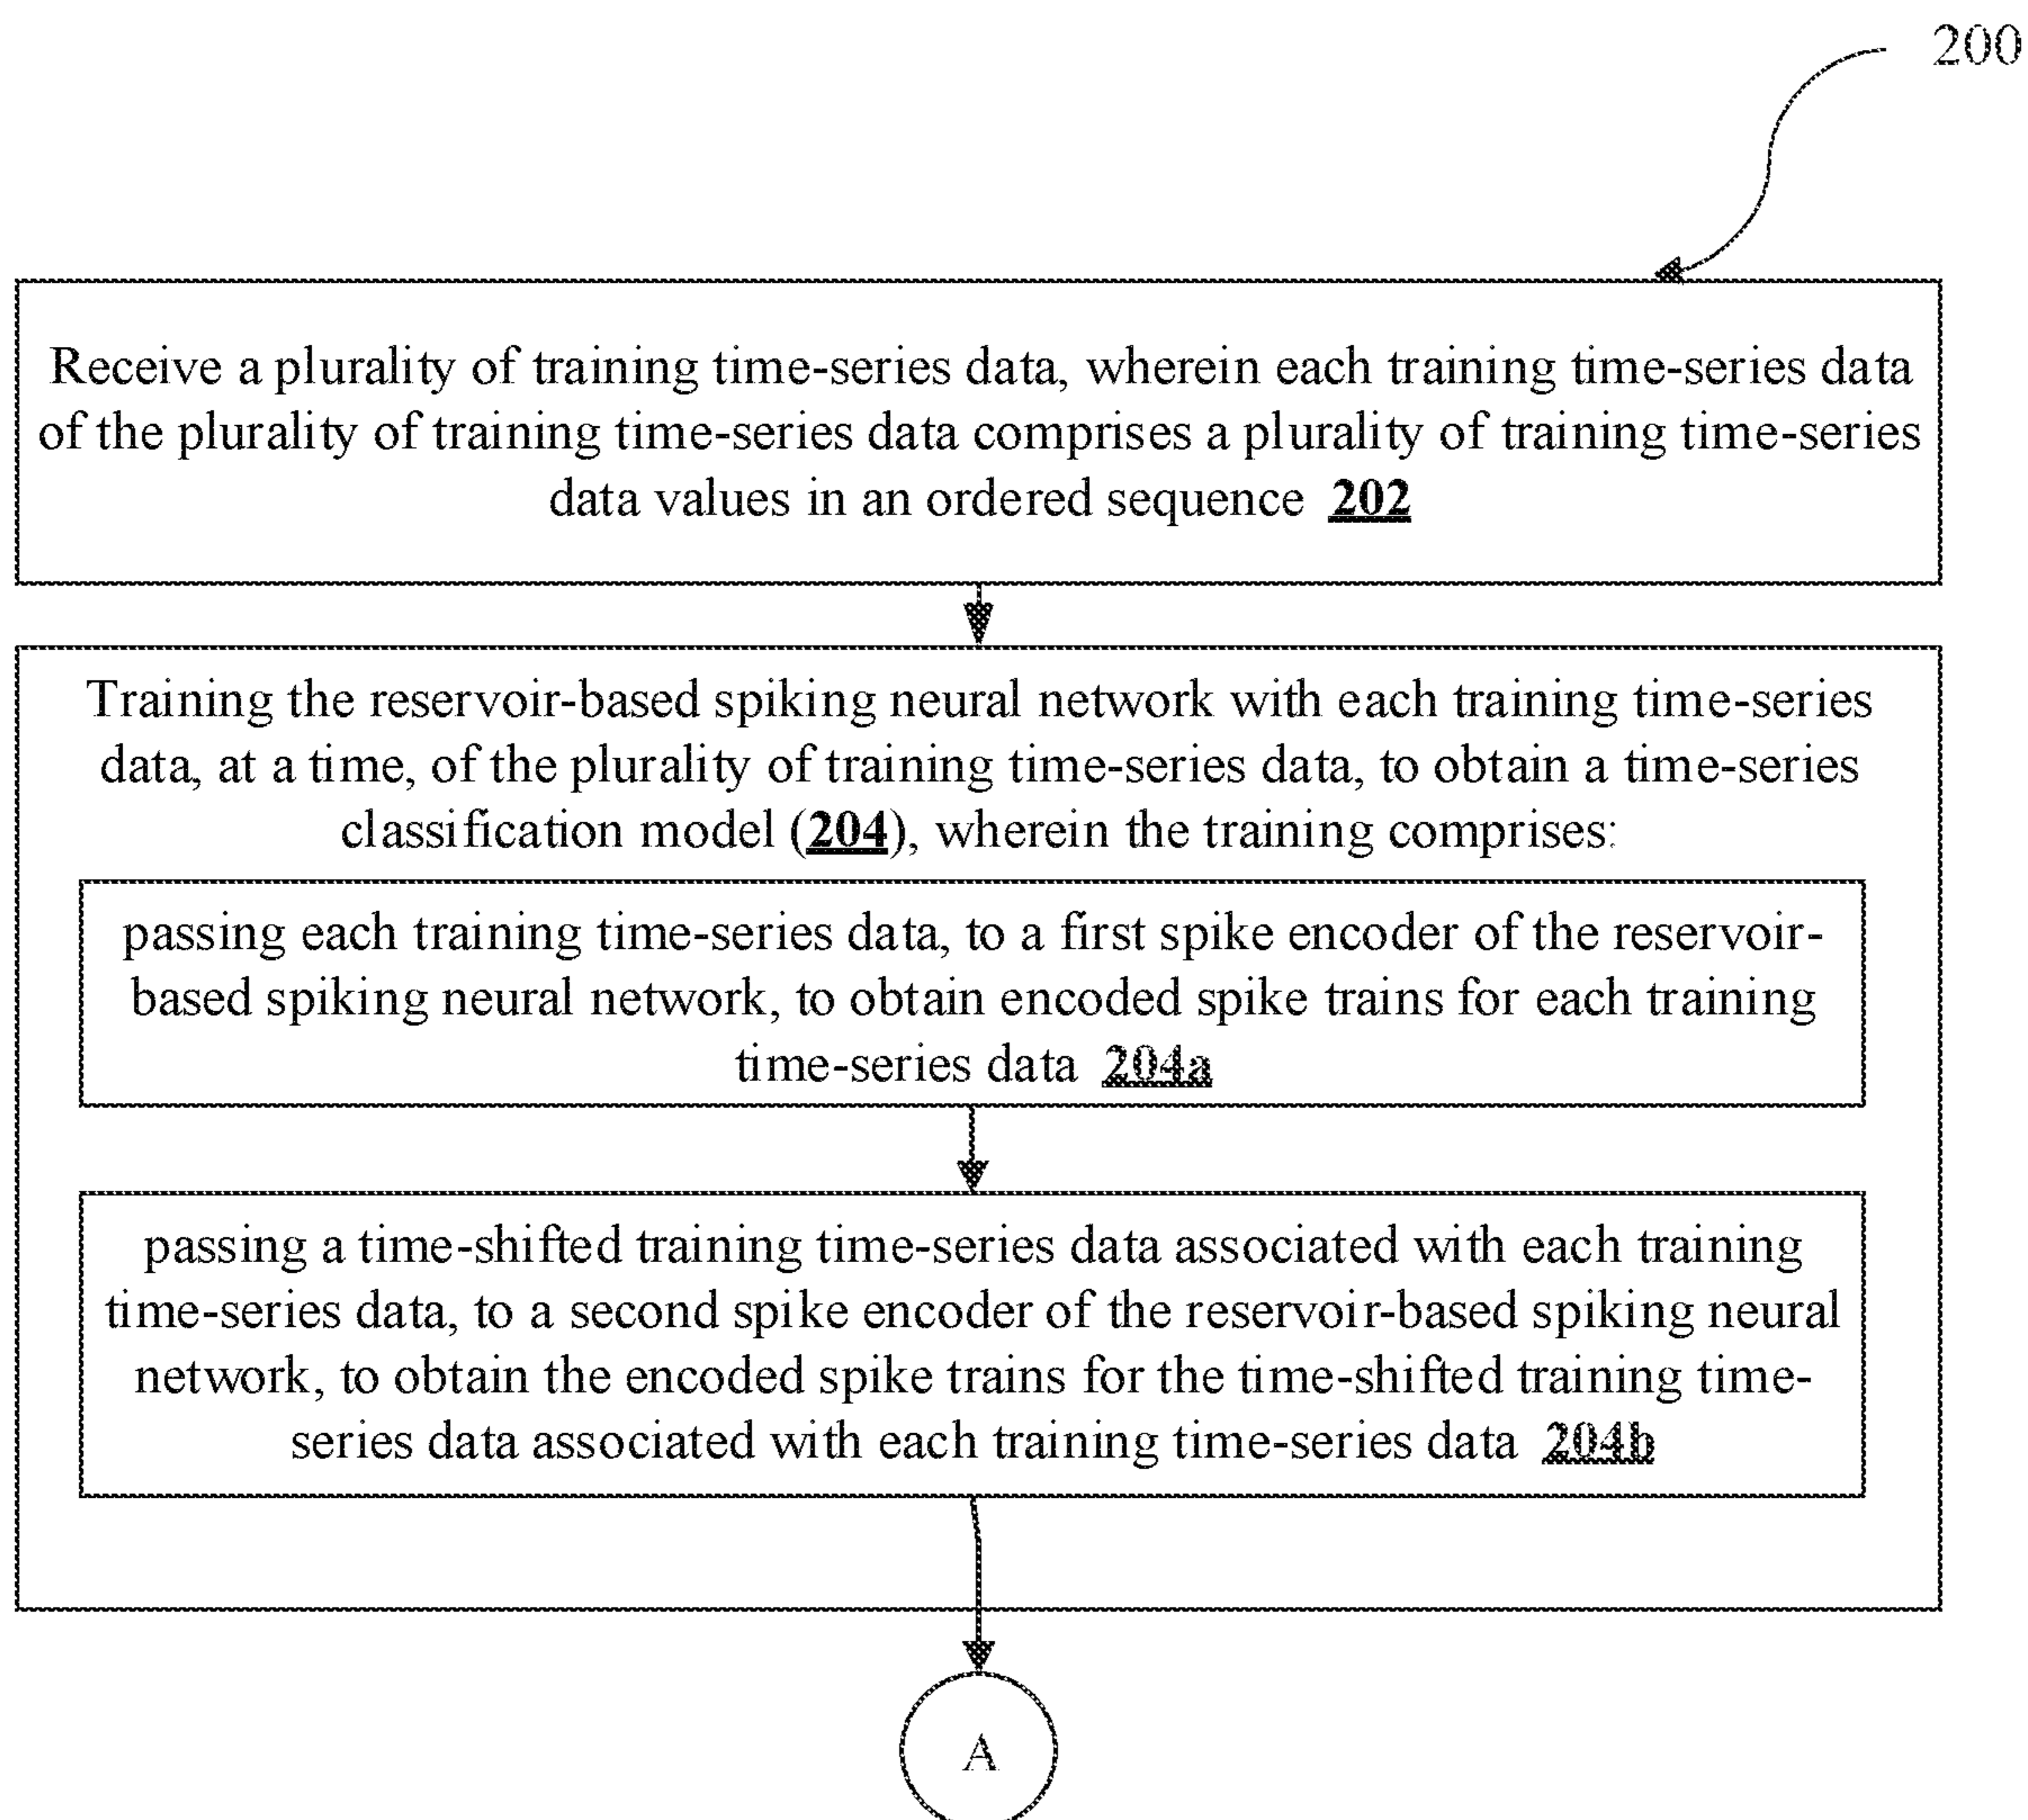 200
Receive a plurality of training time-series data, wherein each training time-series data
of the plurality of training time-series data comprises a plurality of training time-series
data values in an ordered sequence 202
Training the reservoir-based spiking neural network with each training time-series
data, at a time, of the plurality of training time-series data, to obtain a time-series
classification model (204), wherein the training comprises:
passing each training time-series data, to a first spike encoder of the reservoir-
based spiking neural network, to obtain encoded spike trains for each training
time-series data 204a
passing a time-shifted training time-series data associated with each training
time-series data, to a second spike encoder of the reservoir-based spiking neural
network, to obtain the encoded spike trains for the time-shifted training time-
series data associated with each training time-series data 204b
A